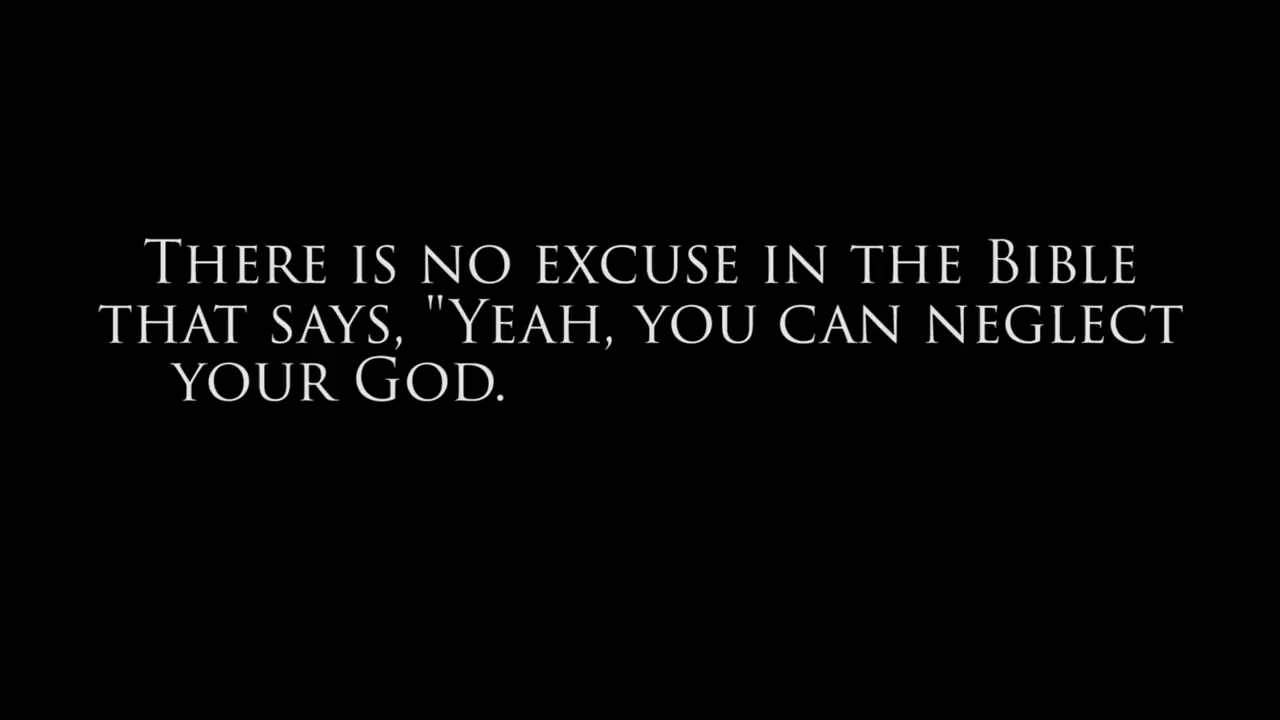 There is no excuse in the Bible
that says, "Yeah, you can neglect
your God.